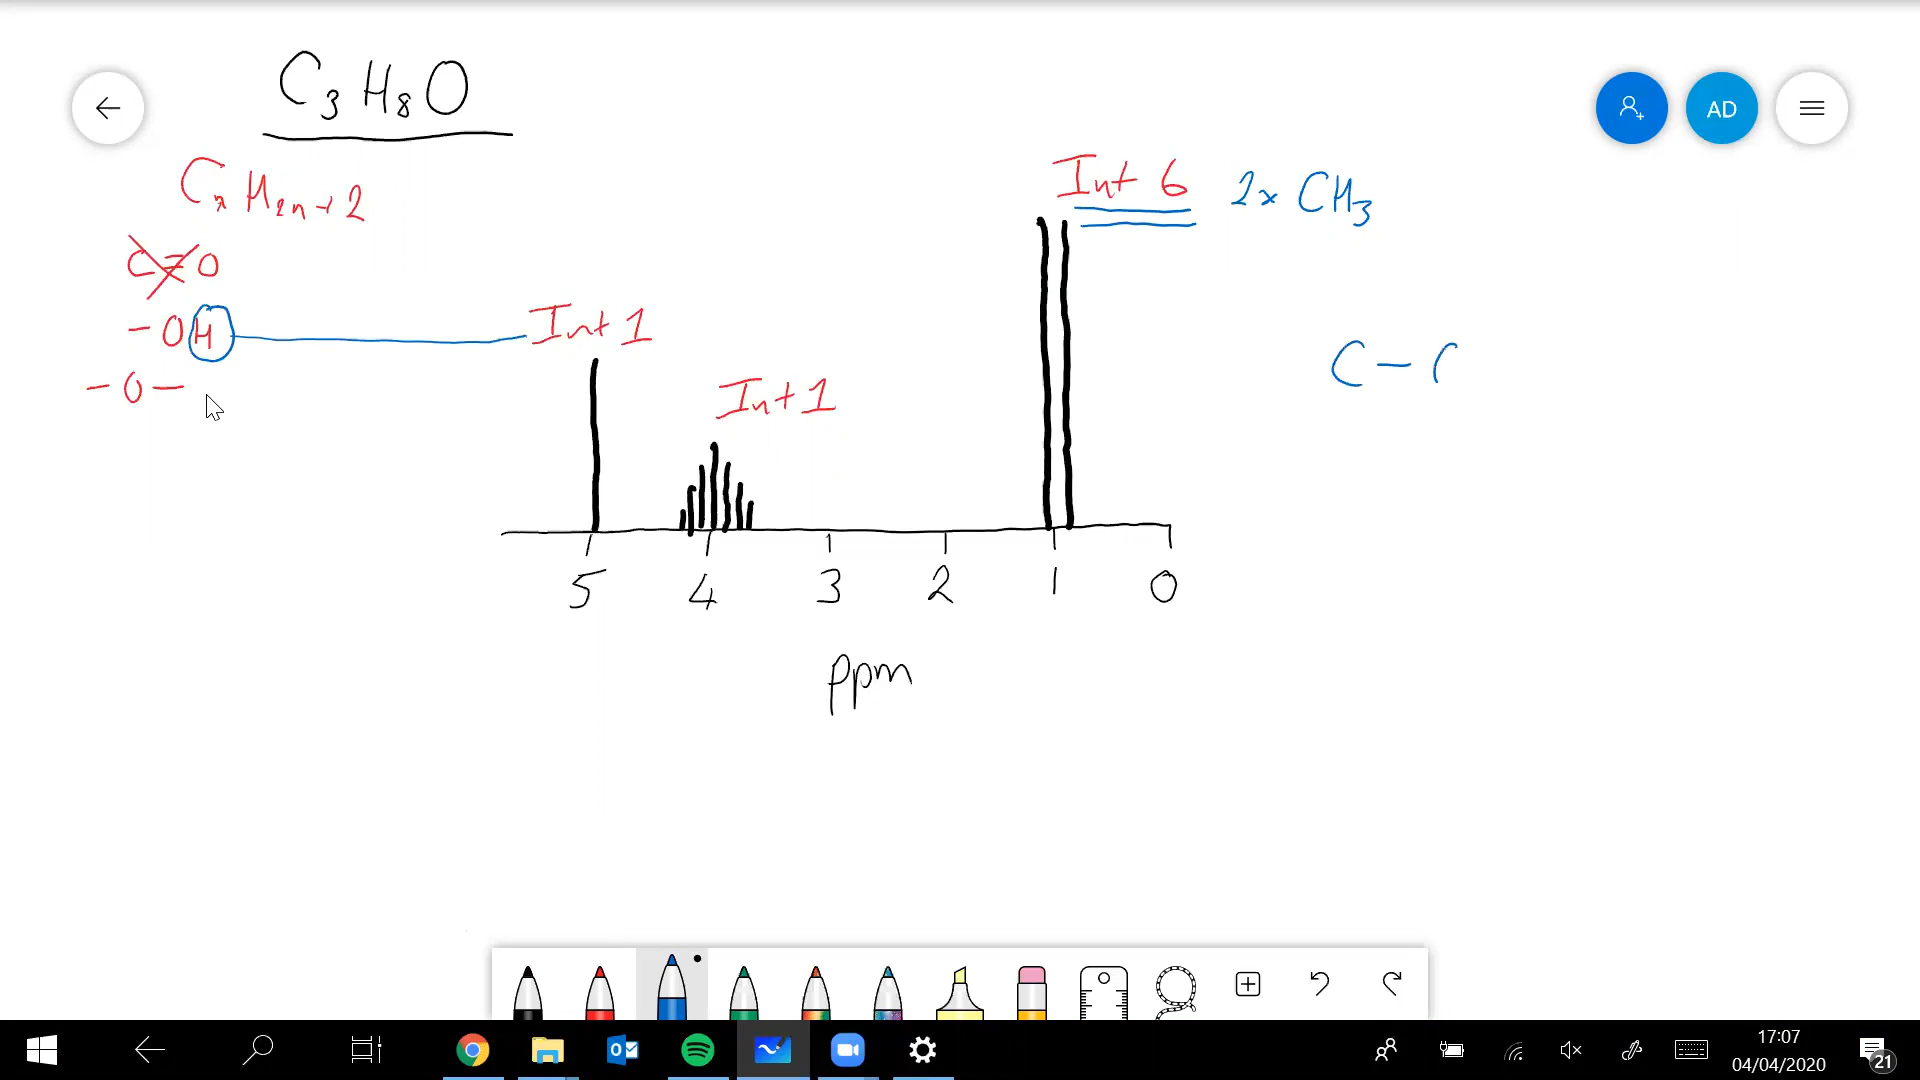 C₃H₈O
AD
CₙH₂ₙ₊₂
Int 6 2x CH₃
C=O
-OH Int 1
C-C
-O-
Int 1
5 4 3 2 1 0
ppm
17:07
04/04/2020
21